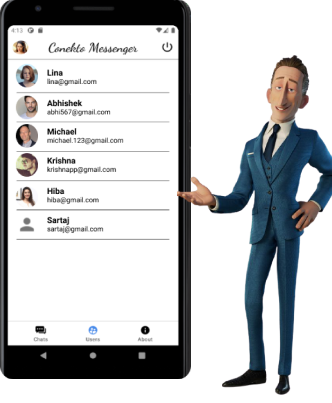 4:13
Conekto Messenger
Lina
lina@gmail.com
Abhishek
abhi567@gmail.com
Michael
michael.123@gmail.com
Krishna
krishnapp@gmail.com
Hiba
hiba@gmail.com
Sartaj
sartaj@gmail.com
Chats Users About